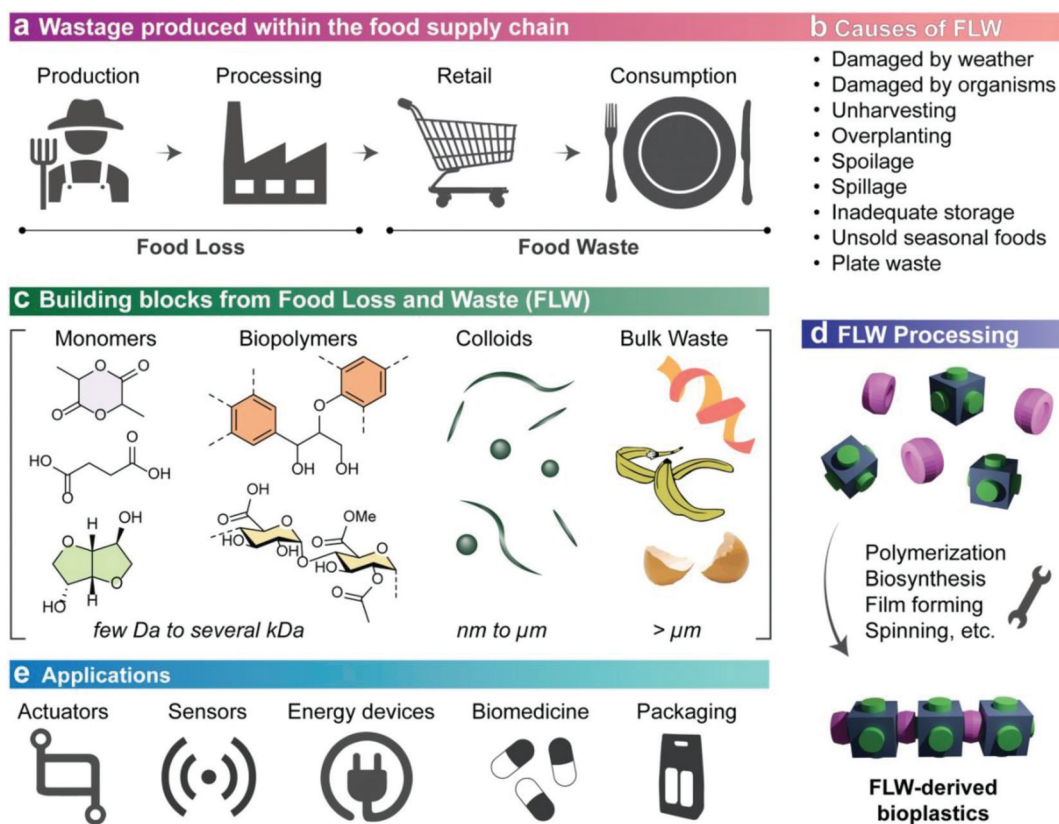 a Wastage produced within the food supply chain
Production
Processing
Retail
Consumption
Food Loss
Food Waste
b Causes of FLW
• Damaged by weather
• Damaged by organisms
• Unharvesting
• Overplanting
• Spoilage
• Spillage
• Inadequate storage
• Unsold seasonal foods
• Plate waste
c Building blocks from Food Loss and Waste (FLW)
Monomers
Biopolymers
Colloids
Bulk Waste
O
O
O
O
HO
O
O
OH
O
H
OH
O
HO
H
O
OH
HO
OH
O
O
HO
OH
O
O
OMe
O
HO
O
O
O
few Da to several kDa
nm to µm
> µm
d FLW Processing
Polymerization
Biosynthesis
Film forming
Spinning, etc.
FLW-derived
bioplastics
e Applications
Actuators
Sensors
Energy devices
Biomedicine
Packaging